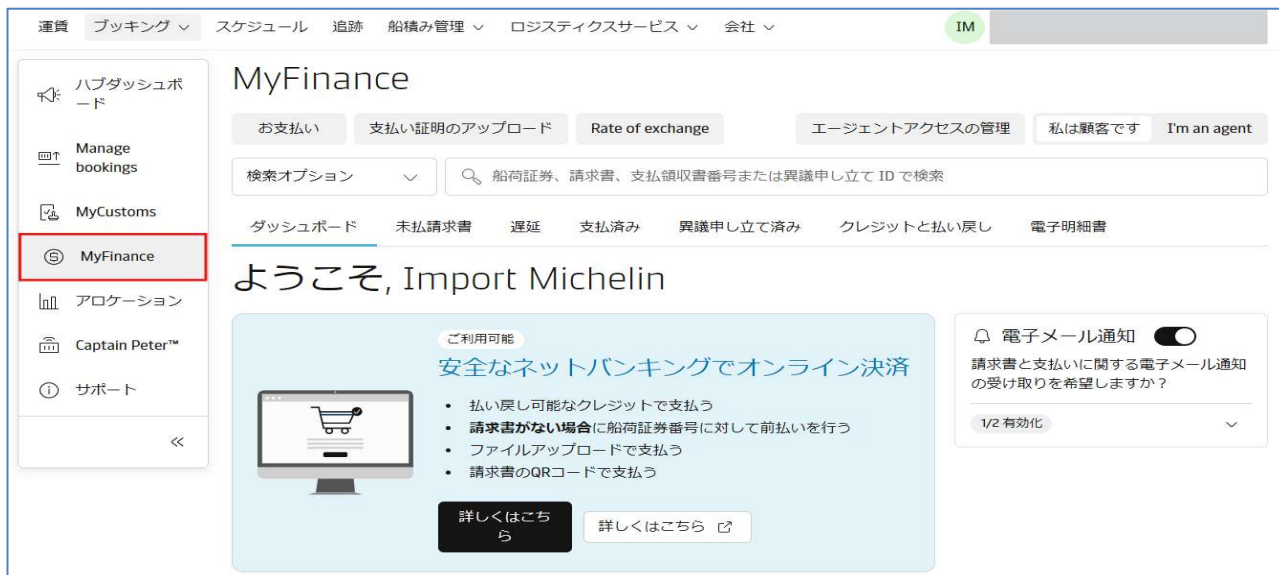 運賃 ブッキング スケジュール 追跡 船積み管理 ロジスティクスサービス 会社 IM
ハブダッシュボ
ード
Manage
bookings
MyCustoms
MyFinance
アロケーション
Captain Peter™
サポート
MyFinance
お支払い 支払い証明のアップロード Rate of exchange エージェントアクセスの管理 私は顧客です I'm an agent
検索オプション 船荷証券、請求書、支払領収書番号または異議申し立て ID で検索
ダッシュボード 未払請求書 遅延 支払済み 異議申し立て済み クレジットと払い戻し 電子明細書
ようこそ, Import Michelin
ご利用可能
安全なネットバンキングでオンライン決済
• 払い戻し可能なクレジットで支払う
• 請求書がない場合に船荷証券番号に対して前払いを行う
• ファイルアップロードで支払う
• 請求書のQRコードで支払う
詳しくはこち
ら
詳しくはこちら
電子メール通知
請求書と支払いに関する電子メール通知
の受け取りを希望しますか？
1/2 有効化